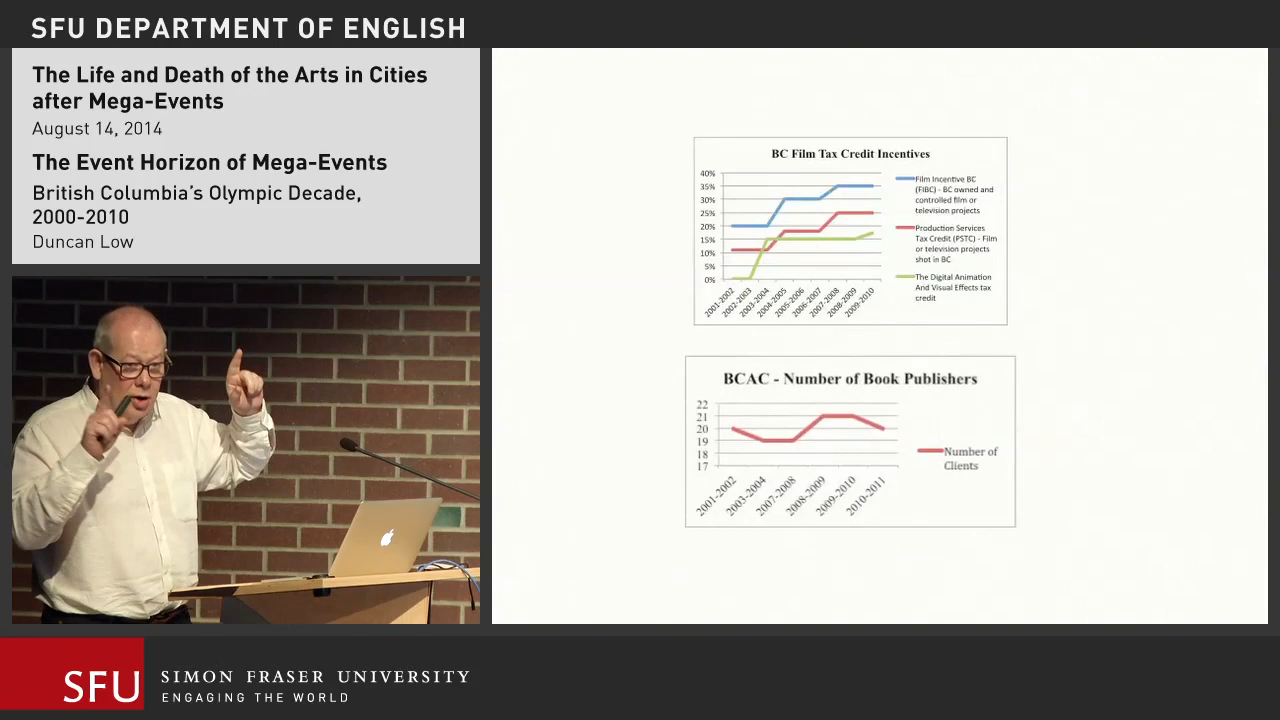 SFU DEPARTMENT OF ENGLISH
The Life and Death of the Arts in Cities
after Mega-Events
August 14, 2014
The Event Horizon of Mega-Events
British Columbia's Olympic Decade,
2000-2010
Duncan Low
BC Film Tax Credit Incentives
40%
35%
30%
25%
20%
15%
10%
5%
0%
2001-2002
2002-2003
2003-2004
2004-2005
2005-2006
2006-2007
2007-2008
2008-2009
2009-2010
Film Incentive BC
(FIBC) - BC owned and
controlled film or
television projects
Production Services
Tax Credit (PSTC) - Film
or television projects
shot in BC
The Digital Animation
And Visual Effects tax
credit
BCAC - Number of Book Publishers
22
21
20
19
18
17
2001-2002
2003-2004
2007-2008
2008-2009
2009-2010
2010-2011
Number of
Clients
SFU
SIMON FRASER UNIVERSITY
ENGAGING THE WORLD